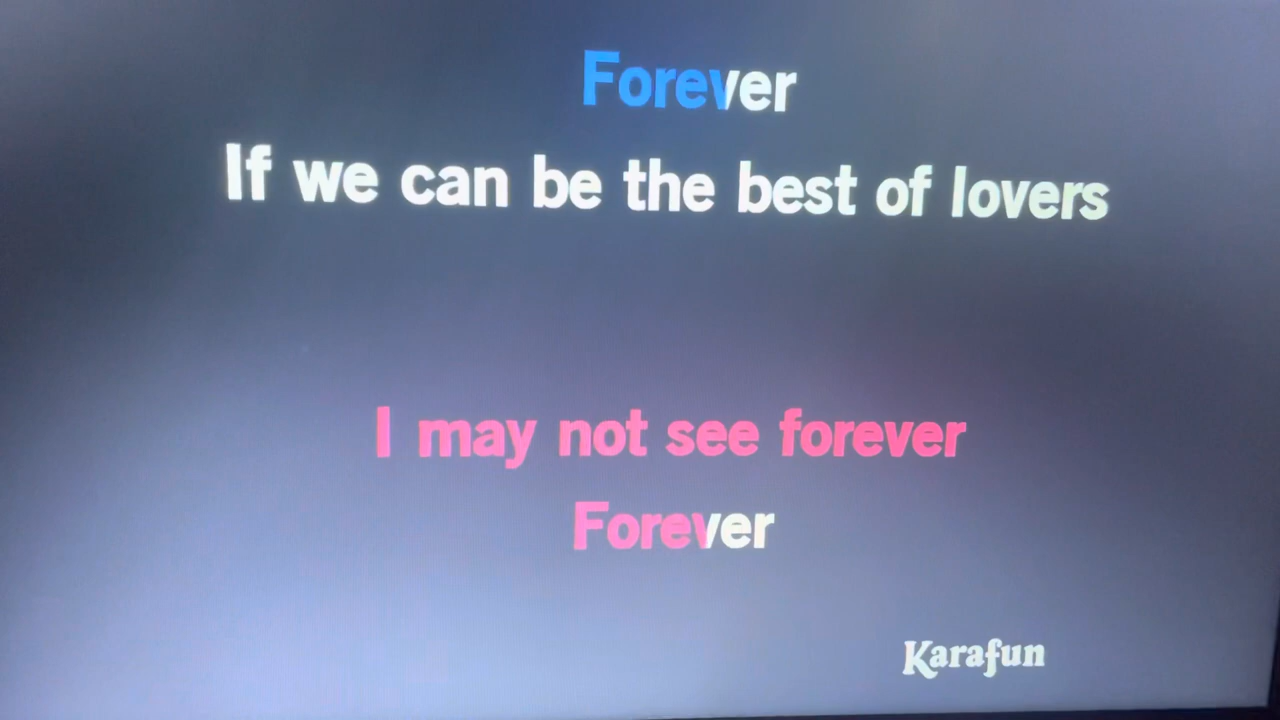 Forever
If we can be the best of lovers
I may not see forever
Forever
Karafun